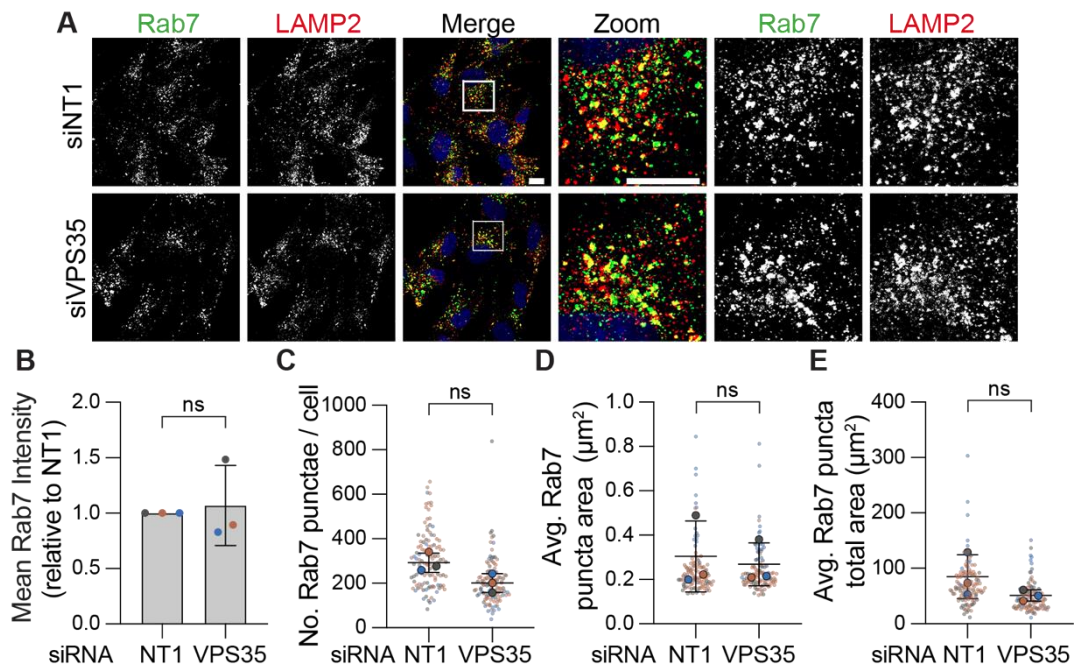 A Rab7 LAMP2 Merge Zoom Rab7 LAMP2
siNT1
siVPS35
B
Mean Rab7 Intensity
(relative to NT1)
2.0
1.5
1.0
0.5
0.0
ns
siRNA NT1 VPS35
C
No. Rab7 punctae / cell
1000
800
600
400
200
0
ns
siRNA NT1 VPS35
D
Avg. Rab7
puncta area (µm²)
1.0
0.8
0.6
0.4
0.2
0.0
ns
siRNA NT1 VPS35
E
Avg. Rab7 puncta
total area (µm²)
400
300
200
100
0
ns
siRNA NT1 VPS35